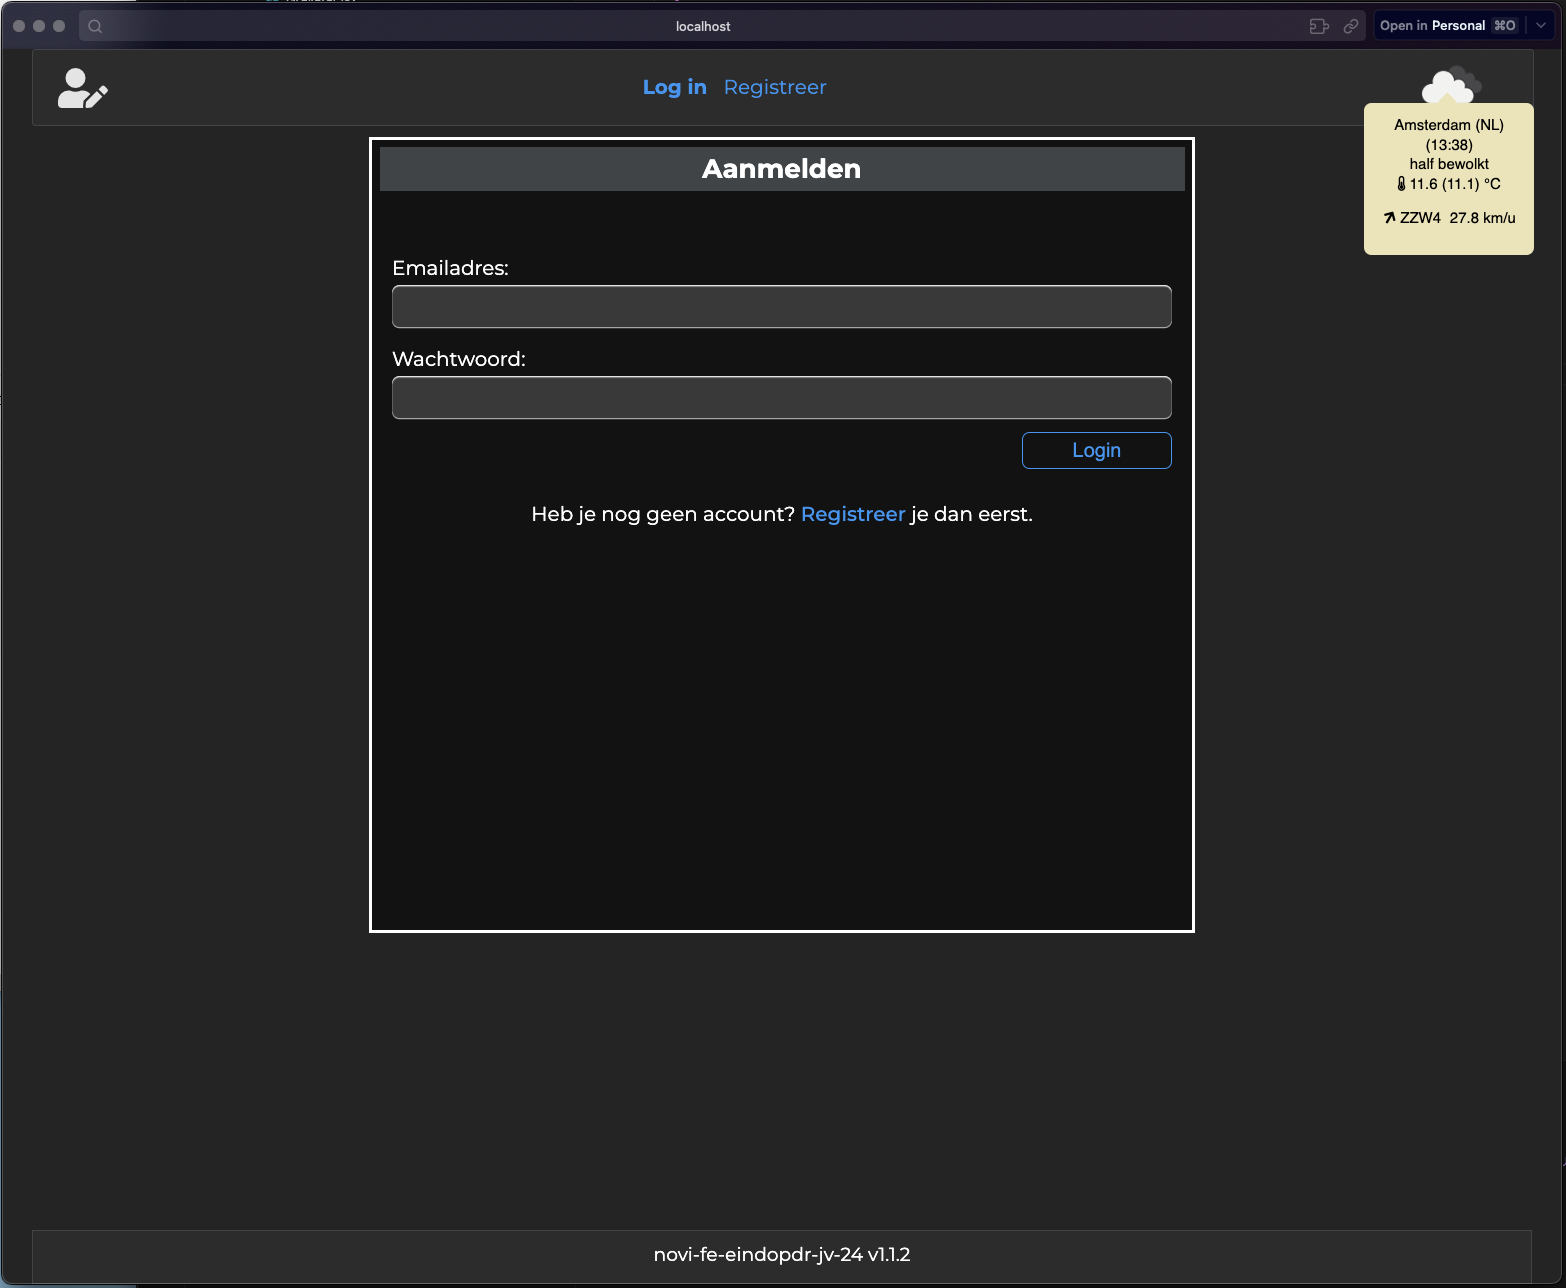 localhost
Open in Personal ⌘O
Log in Registreer
Amsterdam (NL)
(13:38)
half bewolkt
11.6 (11.1) °C
ZZW4 27.8 km/u
Aanmelden
Emailadres:
Wachtwoord:
Login
Heb je nog geen account? Registreer je dan eerst.
novi-fe-eindopdr-jv-24 v1.1.2